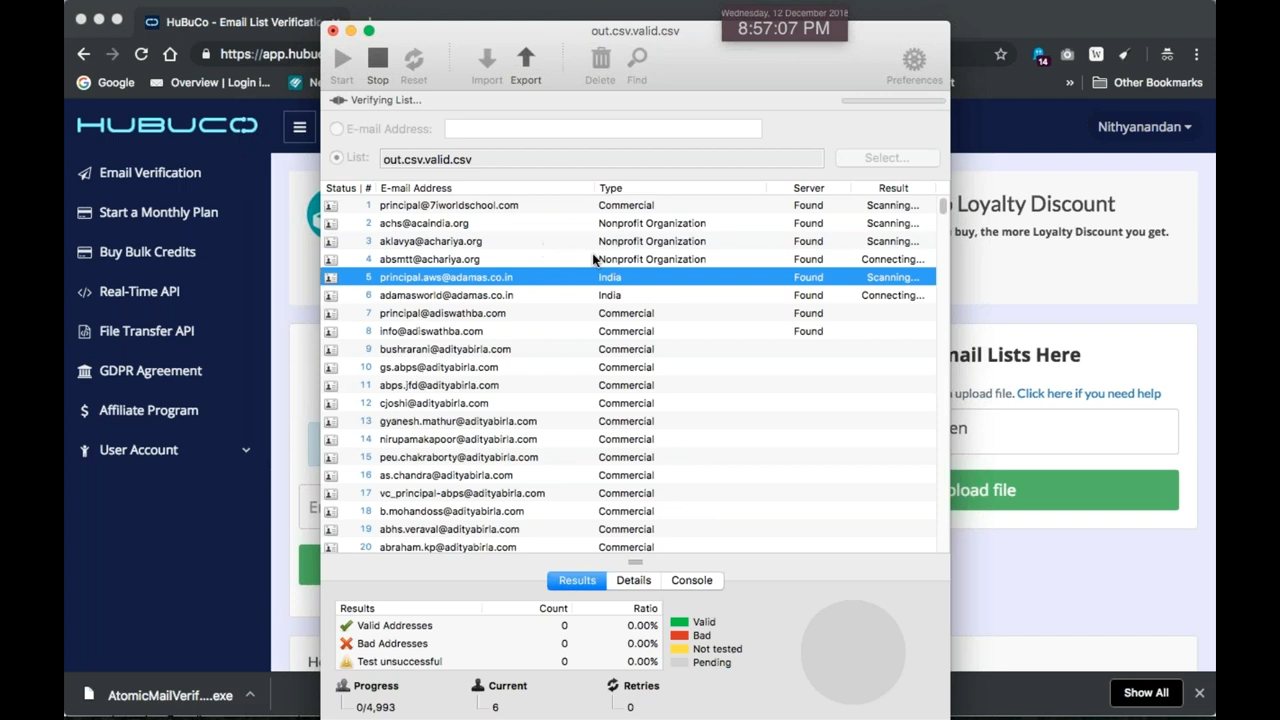 HuBuCo - Email List Verificati
out.csv.valid.csv
Wednesday, 12 December 2018
8:57:07 PM
https://app.hubu
14
W
Start
Stop
Reset
Import
Export
Delete
Find
Preferences
Google
Overview | Login i...
Ne
»
Other Bookmarks
Verifying List...
HUBUCO
Nithyanandan
E-mail Address:
List:
out.csv.valid.csv
Select...
Email Verification
Start a Monthly Plan
Buy Bulk Credits
Real-Time API
File Transfer API
GDPR Agreement
Affiliate Program
User Account
Status | # E-mail Address Type Server Result
1 principal@7iworldschool.com Commercial Found Scanning...
2 achs@acaindia.org Nonprofit Organization Found Scanning...
3 aklavya@achariya.org Nonprofit Organization Found Scanning...
4 absmtt@achariya.org Nonprofit Organization Found Connecting...
5 principal.aws@adamas.co.in India Found Scanning...
6 adamasworld@adamas.co.in India Found Connecting...
7 principal@adiswathba.com Commercial Found
8 info@adiswathba.com Commercial Found
9 bushrarani@adityabirla.com Commercial
10 gs.abps@adityabirla.com Commercial
11 abps.jfd@adityabirla.com Commercial
12 cjoshi@adityabirla.com Commercial
13 gyanesh.mathur@adityabirla.com Commercial
14 nirupamakapoor@adityabirla.com Commercial
15 peu.chakraborty@adityabirla.com Commercial
16 as.chandra@adityabirla.com Commercial
17 vc_principal-abps@adityabirla.com Commercial
18 b.mohandoss@adityabirla.com Commercial
19 abhs.veraval@adityabirla.com Commercial
20 abraham.kp@adityabirla.com Commercial
Loyalty Discount
buy, the more Loyalty Discount you get.
mail Lists Here
upload file. Click here if you need help
en
pload file
Results
Details
Console
Results Count Ratio
Valid Addresses 0 0.00%
Bad Addresses 0 0.00%
Test unsuccessful 0 0.00%
Valid
Bad
Not tested
Pending
Progress
0/4,993
Current
6
Retries
0
AtomicMailVerif....exe
Show All